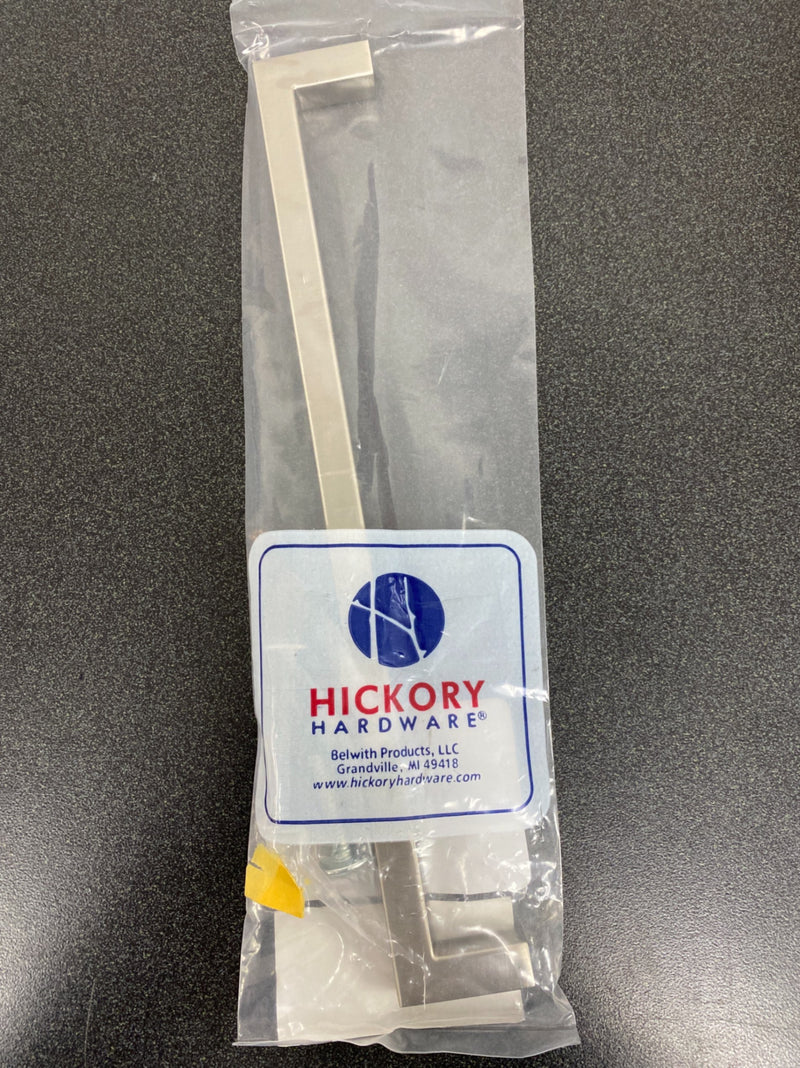 HICKORY
HARDWARE®
Belwith Products, LLC
Grandville, MI 49418
www.hickoryhardware.com